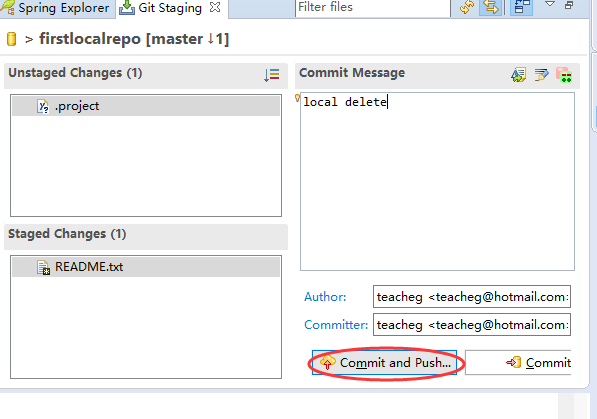 Spring Explorer
Git Staging
Filter files
> firstlocalrepo [master ↓1]
Unstaged Changes (1)
.project
Staged Changes (1)
README.txt
Commit Message
local delete
Author:
teacheg <teacheg@hotmail.com>
Committer:
teacheg <teacheg@hotmail.com>
Commit and Push...
Commit